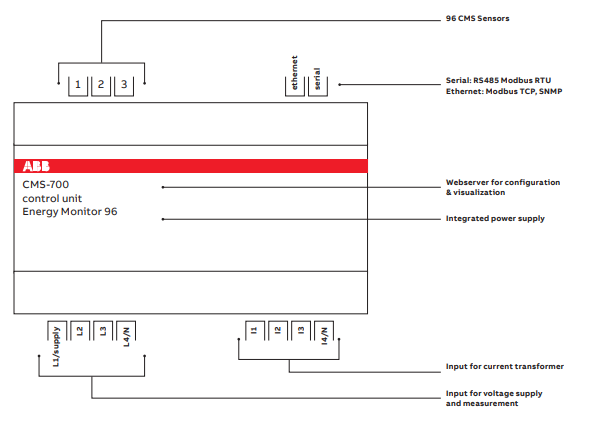 96 CMS Sensors
1 2 3
ethernet
serial
Serial: RS485 Modbus RTU
Ethernet: Modbus TCP, SNMP
ABB
CMS-700
control unit
Energy Monitor 96
Webserver for configuration
& visualization
Integrated power supply
L1/supply
L2
L3
L4/N
I1
I2
I3
I4/N
Input for current transformer
Input for voltage supply
and measurement